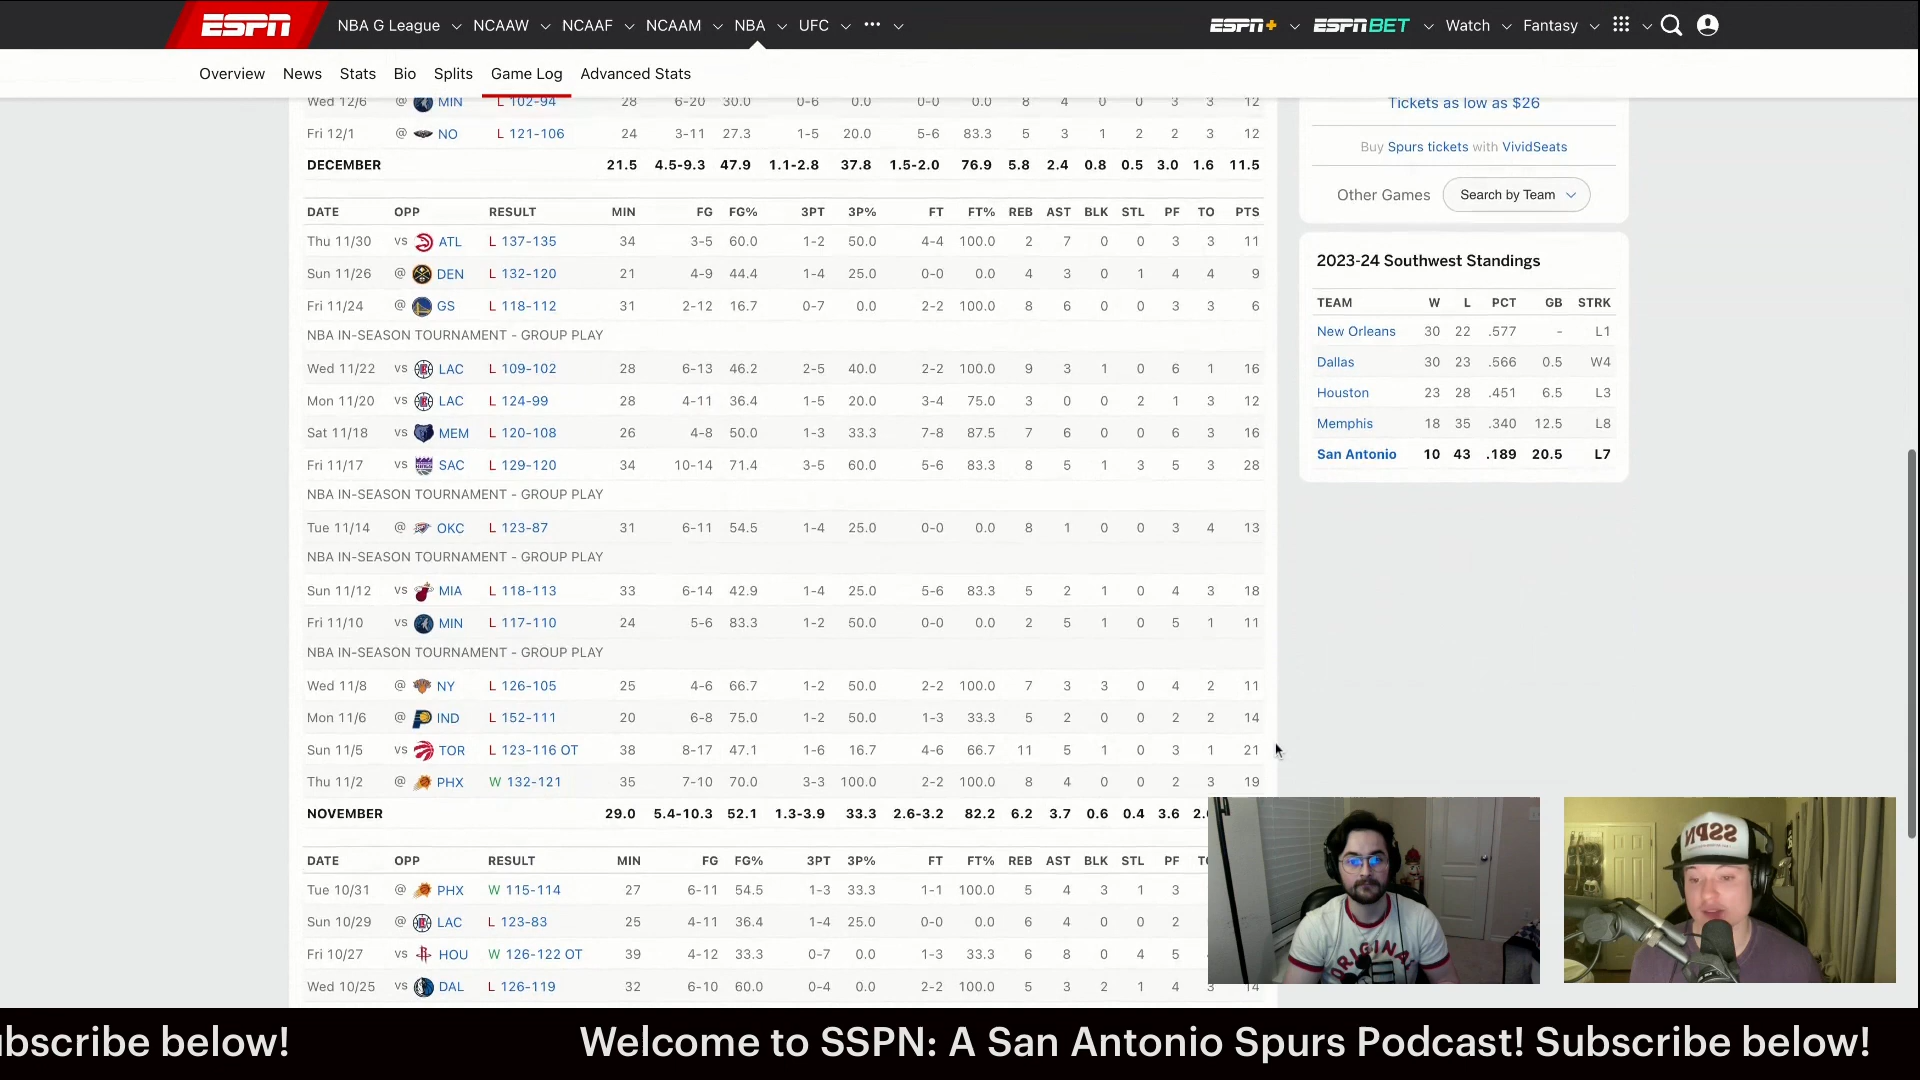 ESPN NBA G League NCAAW NCAAF NCAAM NBA UFC ESPN+ ESPN BET Watch Fantasy
Overview News Stats Bio Splits Game Log Advanced Stats
Wed 12/6 @ MIN L 102-94 28 6-20 30.0 0-6 0.0 0-0 0.0 8 4 0 0 3 3 12
Fri 12/1 @ NO L 121-106 24 3-11 27.3 1-5 20.0 5-6 83.3 5 3 1 2 2 3 12
DECEMBER 21.5 4.5-9.3 47.9 1.1-2.8 37.8 1.5-2.0 76.9 5.8 2.4 0.8 0.5 3.0 1.6 11.5
DATE OPP RESULT MIN FG FG% 3PT 3P% FT FT% REB AST BLK STL PF TO PTS
Thu 11/30 vs ATL L 137-135 34 3-5 60.0 1-2 50.0 4-4 100.0 2 7 0 0 3 3 11
Sun 11/26 @ DEN L 132-120 21 4-9 44.4 1-4 25.0 0-0 0.0 4 3 0 1 4 4 9
Fri 11/24 @ GS L 118-112 31 2-12 16.7 0-7 0.0 2-2 100.0 8 6 0 0 3 3 6
NBA IN-SEASON TOURNAMENT - GROUP PLAY
Wed 11/22 vs LAC L 109-102 28 6-13 46.2 2-5 40.0 2-2 100.0 9 3 1 0 6 1 16
Mon 11/20 vs LAC L 124-99 28 4-11 36.4 1-5 20.0 3-4 75.0 3 0 0 2 1 3 12
Sat 11/18 vs MEM L 120-108 26 4-8 50.0 1-3 33.3 7-8 87.5 7 6 0 0 6 3 16
Fri 11/17 vs SAC L 129-120 34 10-14 71.4 3-5 60.0 5-6 83.3 8 5 1 3 5 3 28
NBA IN-SEASON TOURNAMENT - GROUP PLAY
Tue 11/14 @ OKC L 123-87 31 6-11 54.5 1-4 25.0 0-0 0.0 8 1 0 0 3 4 13
NBA IN-SEASON TOURNAMENT - GROUP PLAY
Sun 11/12 vs MIA L 118-113 33 6-14 42.9 1-4 25.0 5-6 83.3 5 2 1 0 4 3 18
Fri 11/10 vs MIN L 117-110 24 5-6 83.3 1-2 50.0 0-0 0.0 2 5 1 0 5 1 11
NBA IN-SEASON TOURNAMENT - GROUP PLAY
Wed 11/8 @ NY L 126-105 25 4-6 66.7 1-2 50.0 2-2 100.0 7 3 3 0 4 2 11
Mon 11/6 @ IND L 152-111 20 6-8 75.0 1-2 50.0 1-3 33.3 5 2 0 0 2 2 14
Sun 11/5 vs TOR L 123-116 OT 38 8-17 47.1 1-6 16.7 4-6 66.7 11 5 1 0 3 1 21
Thu 11/2 @ PHX W 132-121 35 7-10 70.0 3-3 100.0 2-2 100.0 8 4 0 0 2 3 19
NOVEMBER 29.0 5.4-10.3 52.1 1.3-3.9 33.3 2.6-3.2 82.2 6.2 3.7 0.6 0.4 3.6
DATE OPP RESULT MIN FG FG% 3PT 3P% FT FT% REB AST BLK STL PF
Tue 10/31 @ PHX W 115-114 27 6-11 54.5 1-3 33.3 1-1 100.0 5 4 3 1 3
Sun 10/29 @ LAC L 123-83 25 4-11 36.4 1-4 25.0 0-0 0.0 6 4 0 0 2
Fri 10/27 vs HOU W 126-122 OT 39 4-12 33.3 0-7 0.0 1-3 33.3 6 8 0 4 5
Wed 10/25 vs DAL L 126-119 32 6-10 60.0 0-4 0.0 2-2 100.0 5 3 2 1 4 3 14
Tickets as low as $26
Buy Spurs tickets with VividSeats
Other Games Search by Team
2023-24 Southwest Standings
TEAM W L PCT GB STRK
New Orleans 30 22 .577 - L1
Dallas 30 23 .566 0.5 W4
Houston 23 28 .451 6.5 L3
Memphis 18 35 .340 12.5 L8
San Antonio 10 43 .189 20.5 L7
ORIGINAL
SSPN
ubscribe below! Welcome to SSPN: A San Antonio Spurs Podcast! Subscribe below!